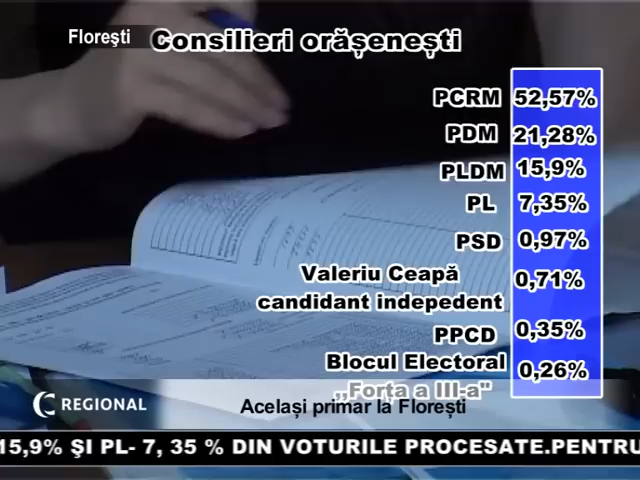 Floreşti
Consilieri orășenești
PCRM 52,57%
PDM 21,28%
PLDM 15,9%
PL 7,35%
PSD 0,97%
Valeriu Ceapă
candidant indepedent 0,71%
PPCD 0,35%
Blocul Electoral
,,Forța a III-a" 0,26%
REGIONAL
Același primar la Florești
15,9% ŞI PL- 7, 35 % DIN VOTURILE PROCESATE.PENTRU